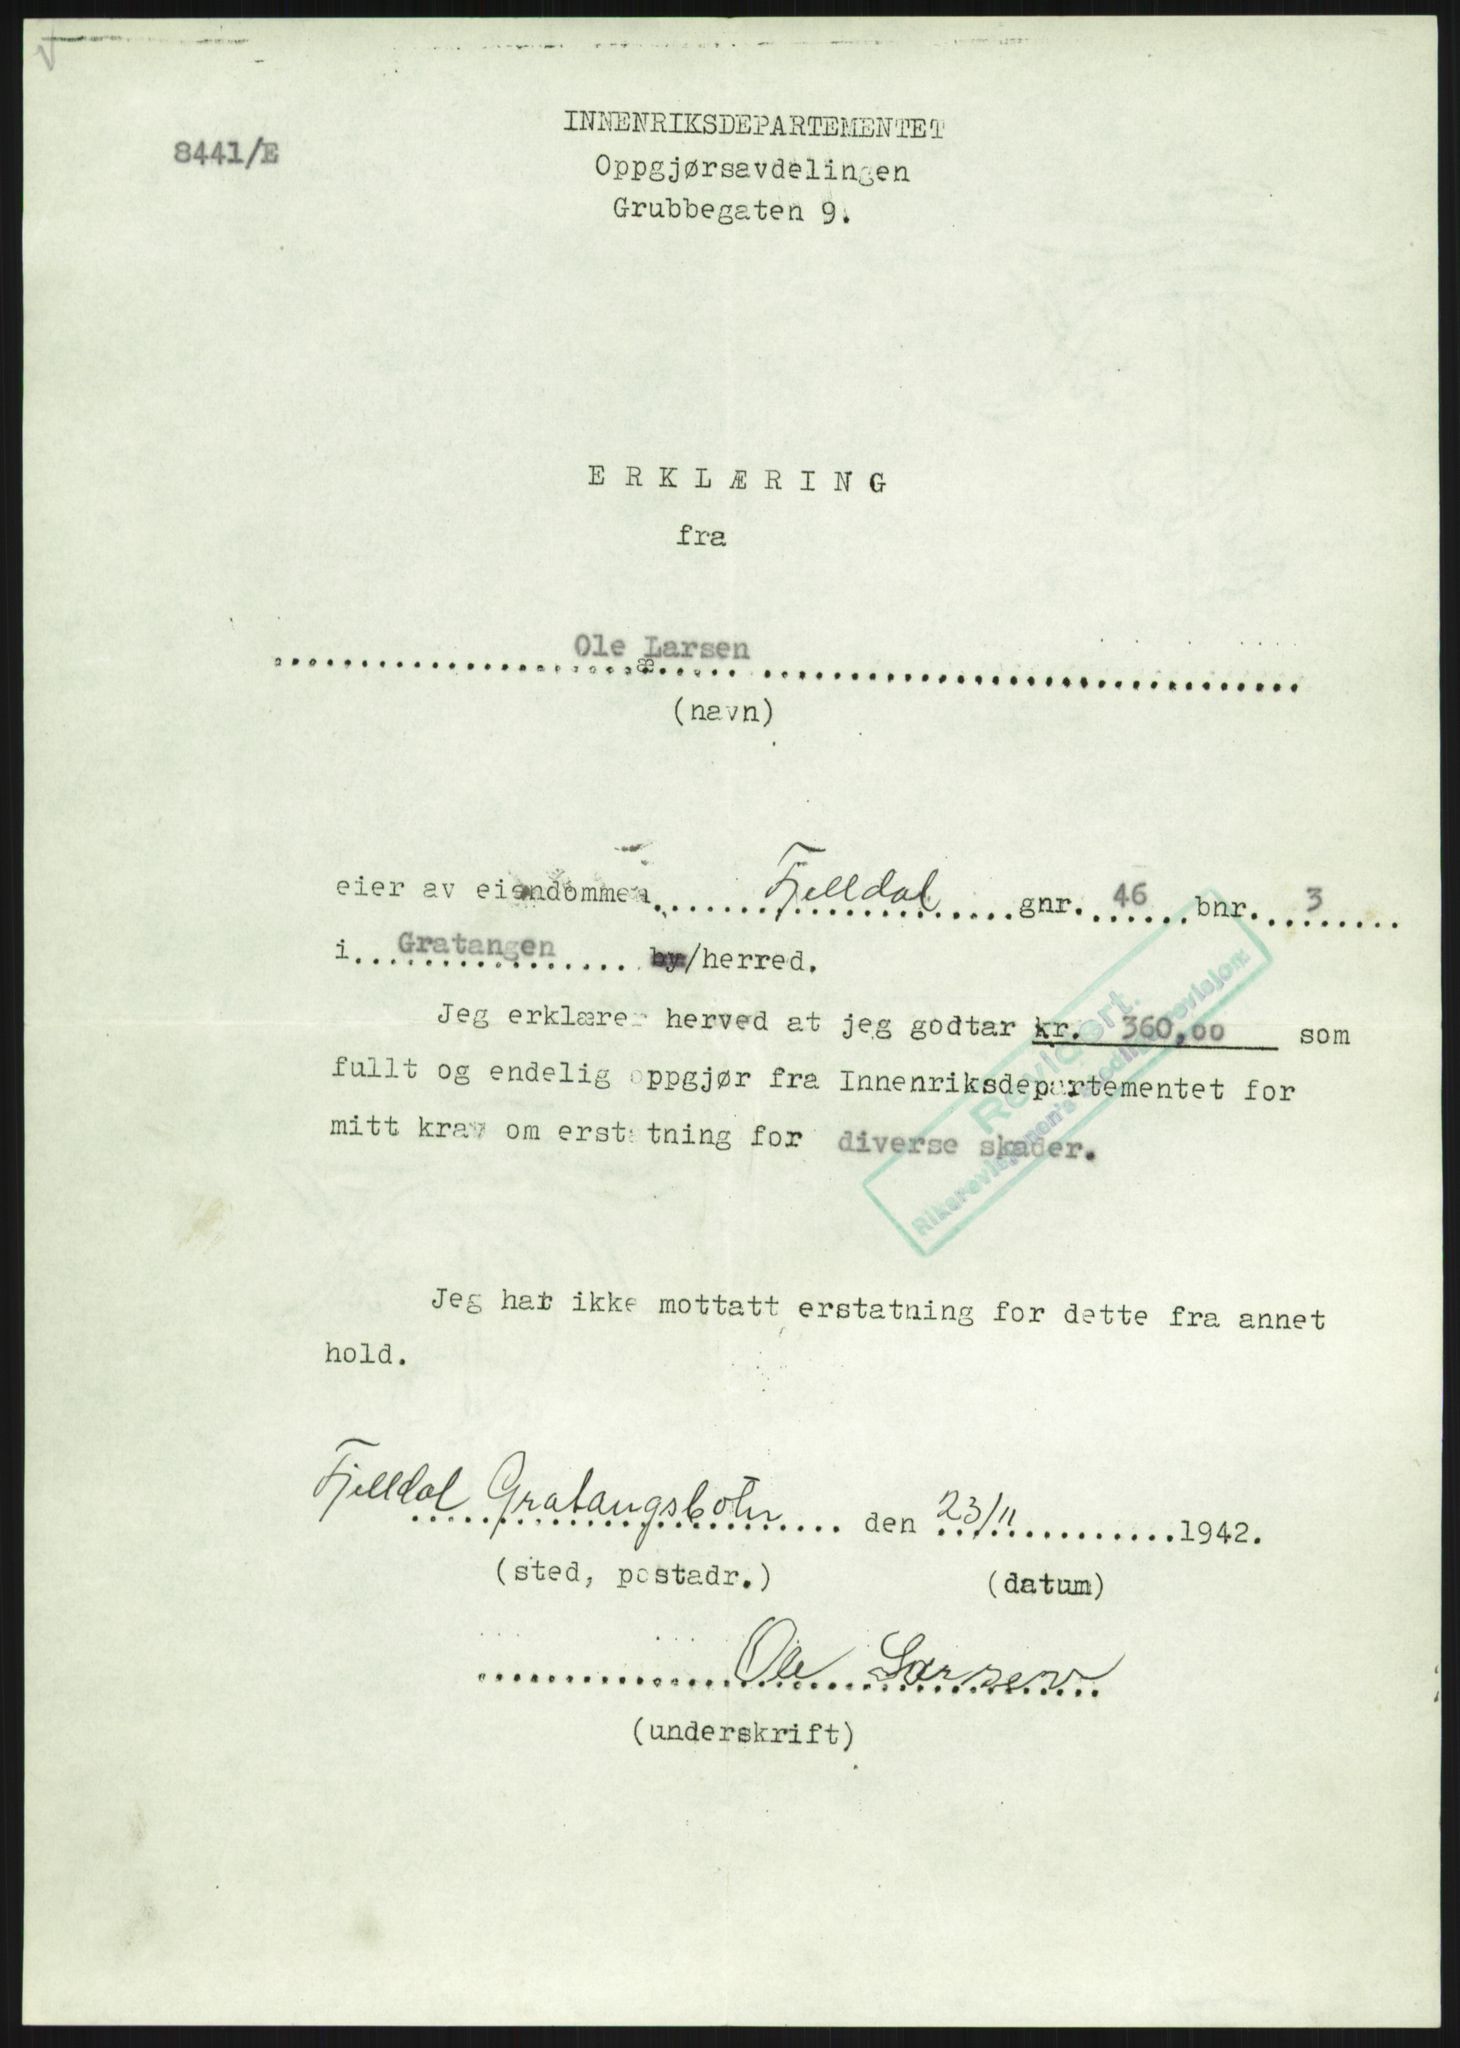 INNENRIKSDEPARTEMENTET
8441/E
Oppgjørsavdelingen
Grubbegaten 9.
E R K L Æ R I N G
fra
Ole Larsen
æ
(navn)
eier av eiendommen Fjelldal gnr. 46 bnr. 3
i Gratangen by/herred.
Jeg erklærer herved at jeg godtar kr. 360,oo som
fullt og endelig oppgjør fra Innenriksdepartementet for
mitt krav om erstatning for diverse skader.
Revidert.
Jeg har ikke mottatt erstatning for dette fra annet
hold.
Fjelldal Gratangsbotn den 23/11 1942.
(sted, postadr.) (datum)
Ole Larsen
(underskrift)